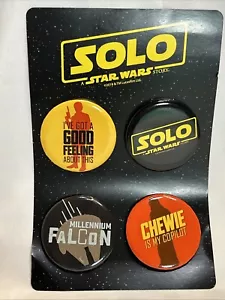 SOLO
A STAR WARS STORY
I'VE GOT A
GOOD
FEELING
ABOUT THIS
SOLO
A STAR WARS STORY
MILLENNIUM
FALCON
CHEWIE
IS MY COPILOT